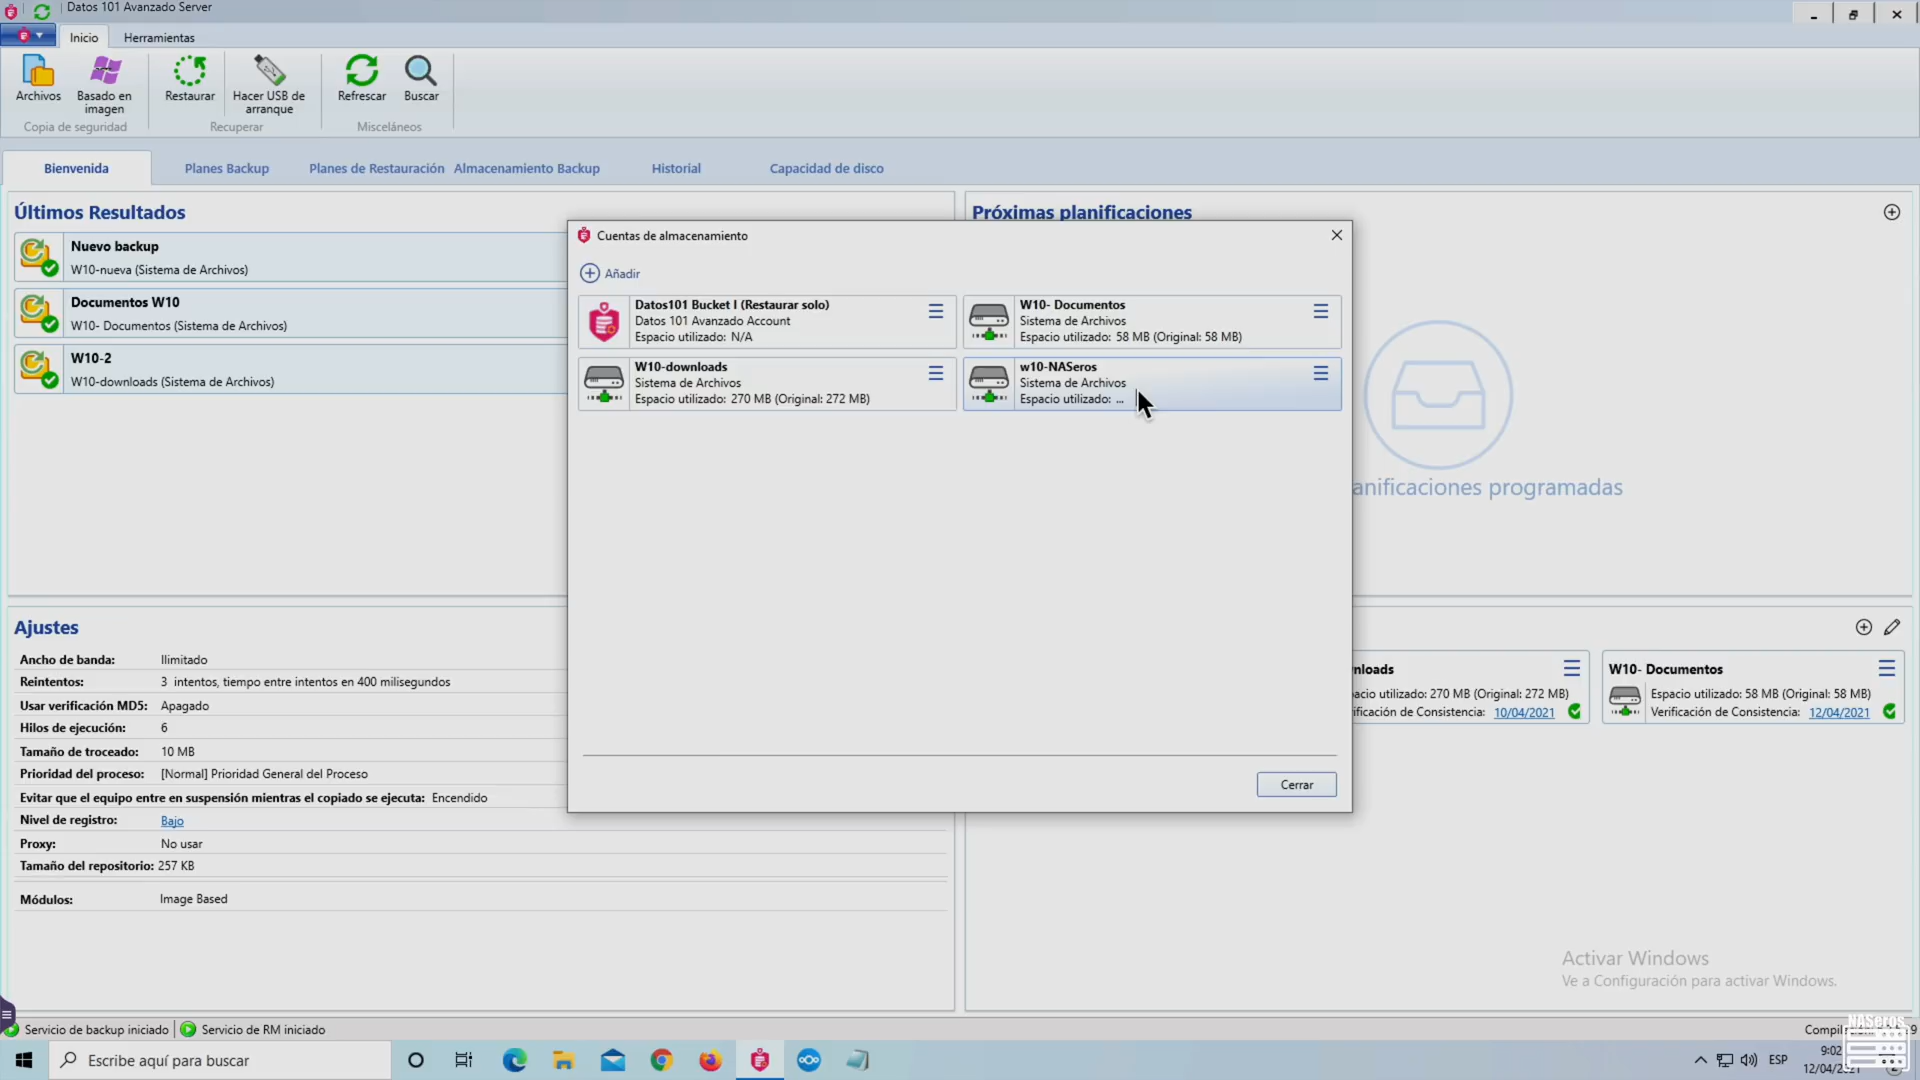 Datos 101 Avanzado Server
Inicio
Herramientas
Archivos
Basado en
imagen
Restaurar
Hacer USB de
arranque
Refrescar
Buscar
Copia de seguridad
Recuperar
Misceláneos
Bienvenida
Planes Backup
Planes de Restauración
Almacenamiento Backup
Historial
Capacidad de disco
Últimos Resultados
Nuevo backup
W10-nueva (Sistema de Archivos)
Documentos W10
W10- Documentos (Sistema de Archivos)
W10-2
W10-downloads (Sistema de Archivos)
Próximas planificaciones
anificaciones programadas
Cuentas de almacenamiento
Añadir
Datos101 Bucket I (Restaurar solo)
Datos 101 Avanzado Account
Espacio utilizado: N/A
W10- Documentos
Sistema de Archivos
Espacio utilizado: 58 MB (Original: 58 MB)
W10-downloads
Sistema de Archivos
Espacio utilizado: 270 MB (Original: 272 MB)
w10-NASeros
Sistema de Archivos
Espacio utilizado: ...
Cerrar
Ajustes
Ancho de banda: Ilimitado
Reintentos: 3 intentos, tiempo entre intentos en 400 milisegundos
Usar verificación MD5: Apagado
Hilos de ejecución: 6
Tamaño de troceado: 10 MB
Prioridad del proceso: [Normal] Prioridad General del Proceso
Evitar que el equipo entre en suspensión mientras el copiado se ejecuta: Encendido
Nivel de registro: Bajo
Proxy: No usar
Tamaño del repositorio: 257 KB
Módulos: Image Based
nloads
acio utilizado: 270 MB (Original: 272 MB)
ificación de Consistencia: 10/04/2021
W10- Documentos
Espacio utilizado: 58 MB (Original: 58 MB)
Verificación de Consistencia: 12/04/2021
Activar Windows
Ve a Configuración para activar Windows.
Servicio de backup iniciado
Servicio de RM iniciado
NASeros
Escribe aquí para buscar
ESP
9:02